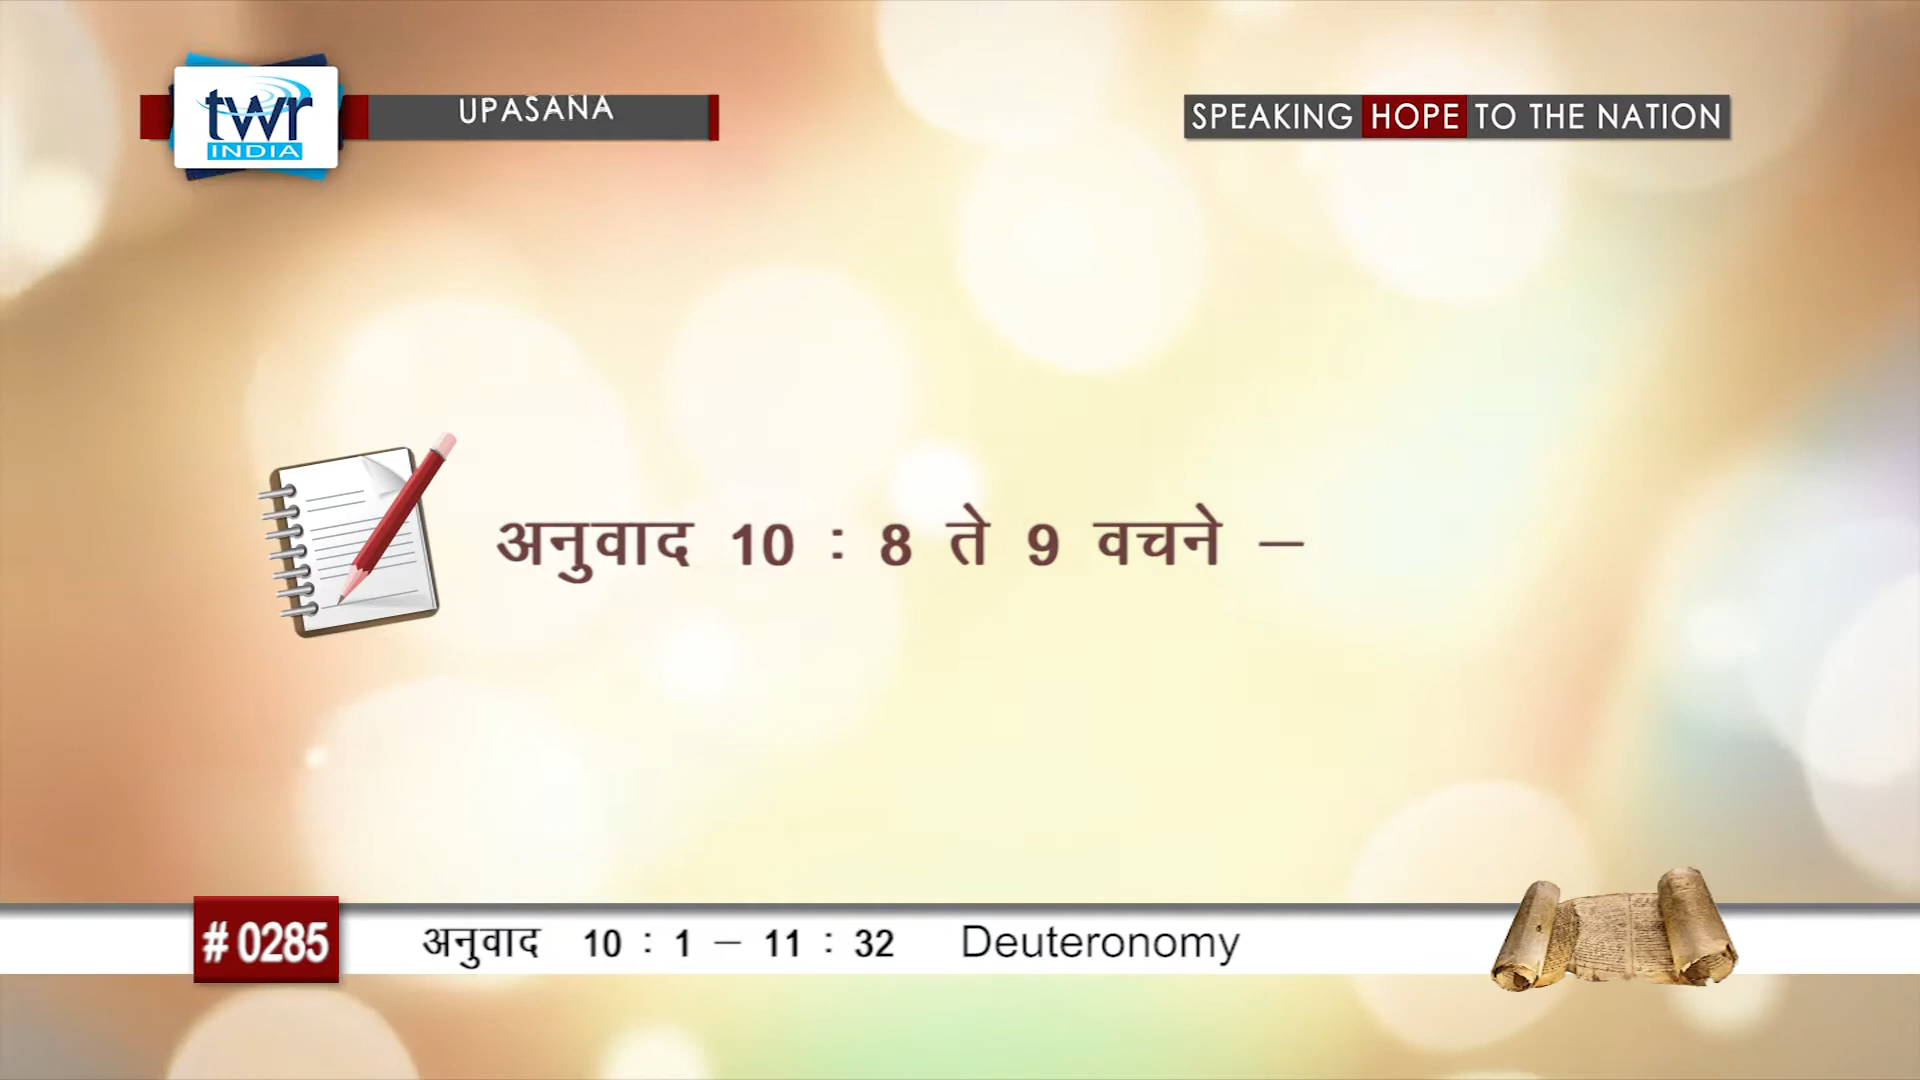 twr
INDIA
UPASANA
SPEAKING HOPE TO THE NATION
अनुवाद 10 : 8 ते 9 वचने –
# 0285
अनुवाद 10 : 1 – 11 : 32 Deuteronomy